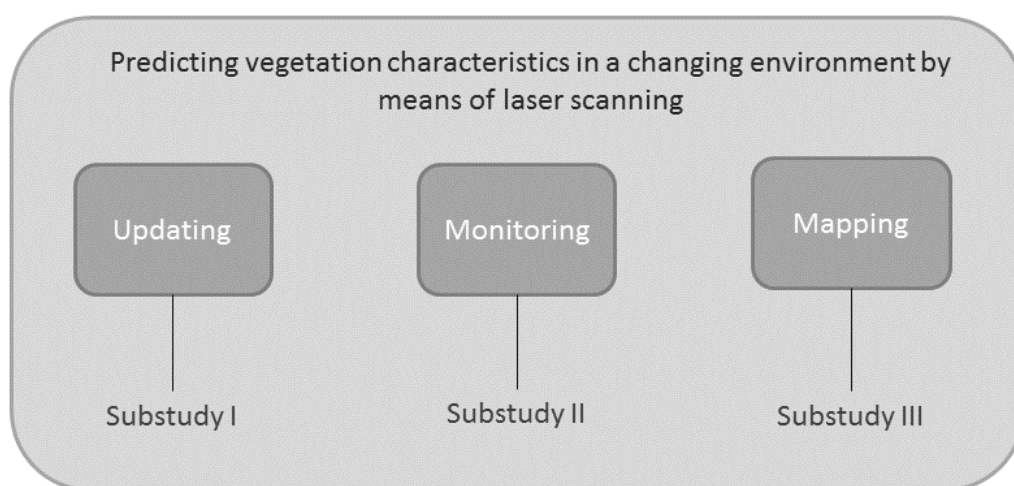 Predicting vegetation characteristics in a changing environment by
means of laser scanning
Updating
Monitoring
Mapping
Substudy I
Substudy II
Substudy III